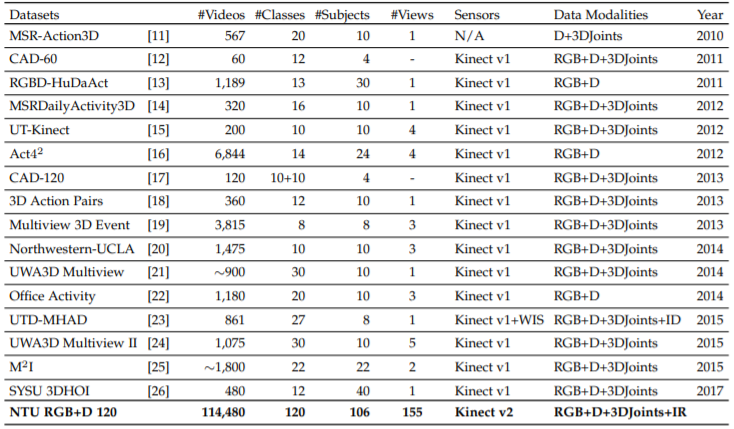 Datasets #Videos #Classes #Subjects #Views Sensors Data Modalities Year
MSR-Action3D [11] 567 20 10 1 N/A D+3DJoints 2010
CAD-60 [12] 60 12 4 - Kinect v1 RGB+D+3DJoints 2011
RGBD-HuDaAct [13] 1,189 13 30 1 Kinect v1 RGB+D 2011
MSRDailyActivity3D [14] 320 16 10 1 Kinect v1 RGB+D+3DJoints 2012
UT-Kinect [15] 200 10 10 4 Kinect v1 RGB+D+3DJoints 2012
Act4² [16] 6,844 14 24 4 Kinect v1 RGB+D 2012
CAD-120 [17] 120 10+10 4 - Kinect v1 RGB+D+3DJoints 2013
3D Action Pairs [18] 360 12 10 1 Kinect v1 RGB+D+3DJoints 2013
Multiview 3D Event [19] 3,815 8 8 3 Kinect v1 RGB+D+3DJoints 2013
Northwestern-UCLA [20] 1,475 10 10 3 Kinect v1 RGB+D+3DJoints 2014
UWA3D Multiview [21] ~900 30 10 1 Kinect v1 RGB+D+3DJoints 2014
Office Activity [22] 1,180 20 10 3 Kinect v1 RGB+D 2014
UTD-MHAD [23] 861 27 8 1 Kinect v1+WIS RGB+D+3DJoints+ID 2015
UWA3D Multiview II [24] 1,075 30 10 5 Kinect v1 RGB+D+3DJoints 2015
M²I [25] ~1,800 22 22 2 Kinect v1 RGB+D+3DJoints 2015
SYSU 3DHOI [26] 480 12 40 1 Kinect v1 RGB+D+3DJoints 2017
NTU RGB+D 120 114,480 120 106 155 Kinect v2 RGB+D+3DJoints+IR